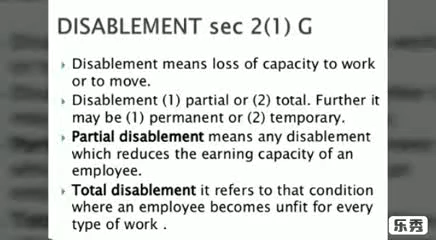 DISABLEMENT sec 2(1) G
Disablement means loss of capacity to work
or to move.
Disablement (1) partial or (2) total. Further it
may be (1) permanent or (2) temporary.
Partial disablement means any disablement
which reduces the earning capacity of an
employee.
Total disablement it refers to that condition
where an employee becomes unfit for every
type of work .
乐秀